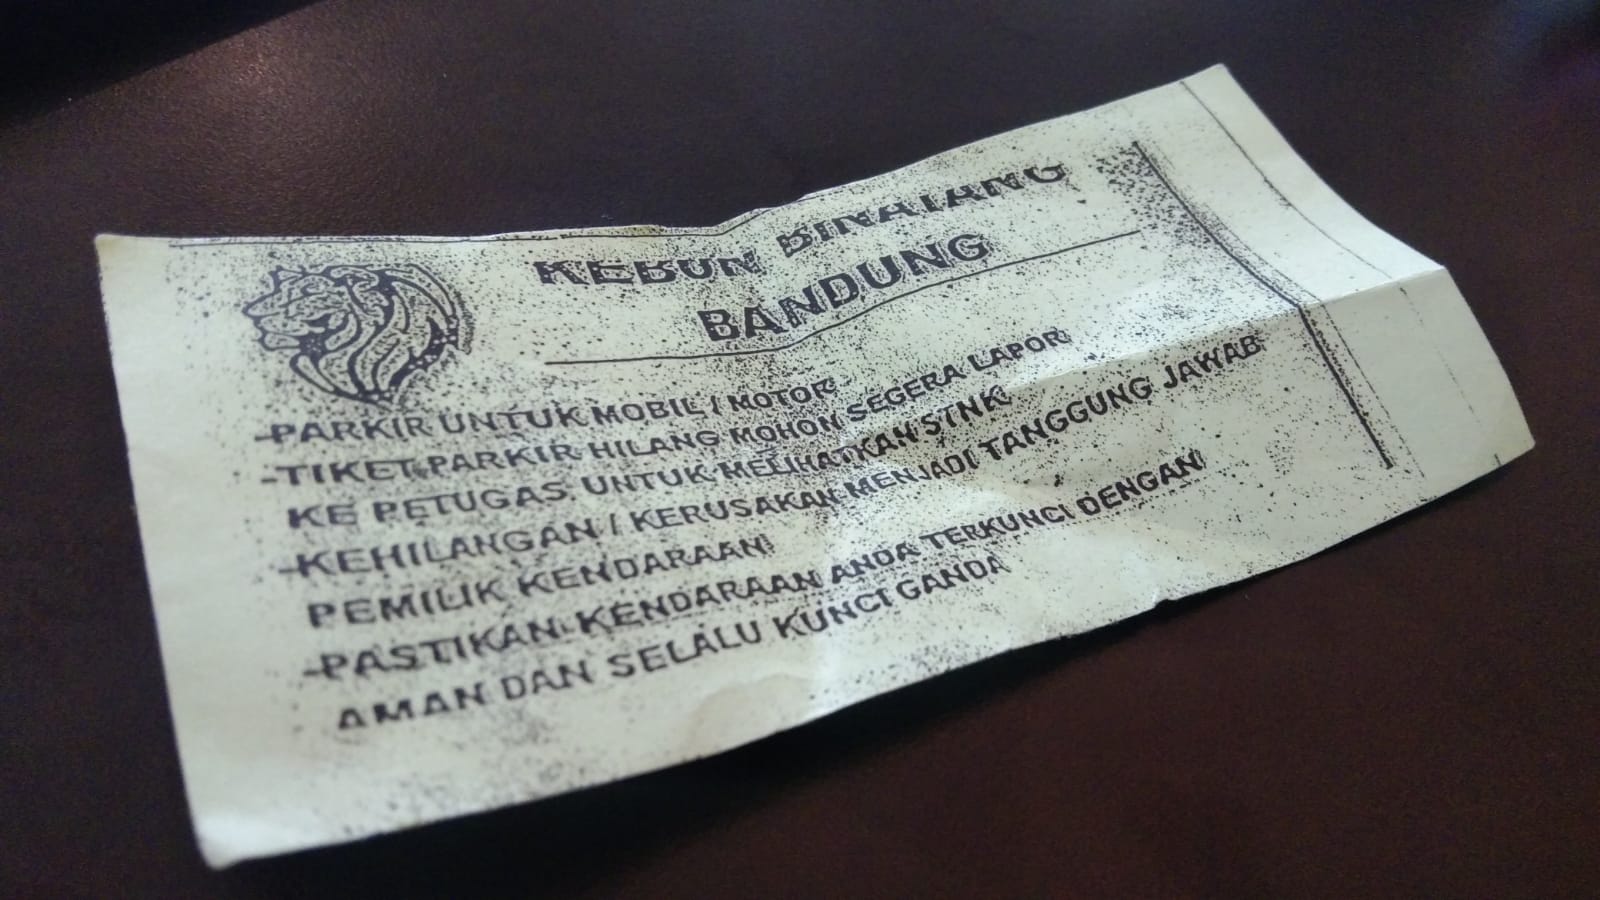 KEBUN BINATANG
BANDUNG
-PARKIR UNTUK MOBIL / MOTOR
-TIKET PARKIR HILANG MOHON SEGERA LAPOR
KE PETUGAS, UNTUK MELIHATKAN STNK
-KEHILANGAN / KERUSAKAN MENJADI TANGGUNG JAWAB
PEMILIK KENDARAAN
-PASTIKAN KENDARAAN ANDA TERKUNCI DENGAN
AMAN DAN SELALU KUNCI GANDA